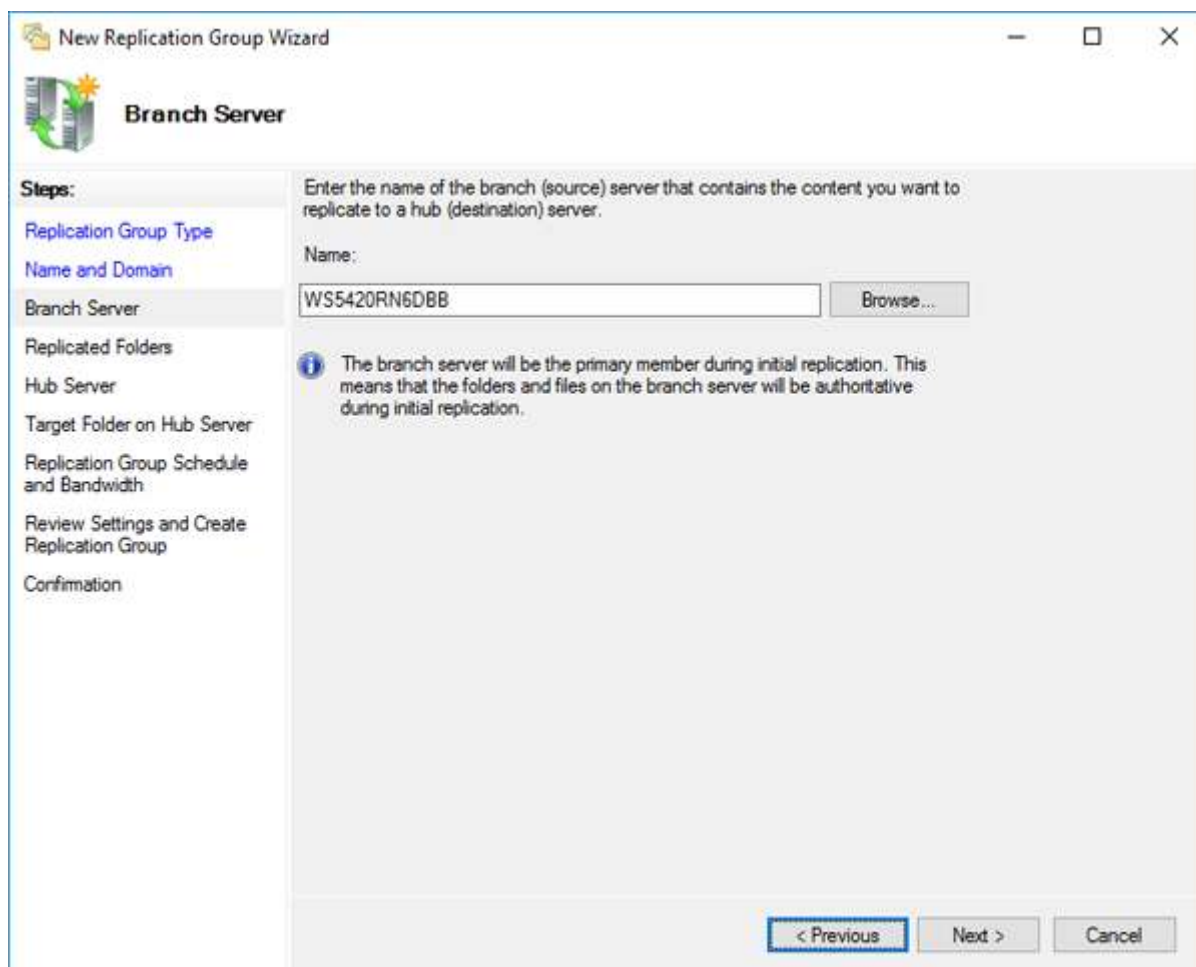 New Replication Group Wizard
Branch Server
Steps:
Replication Group Type
Name and Domain
Branch Server
Replicated Folders
Hub Server
Target Folder on Hub Server
Replication Group Schedule
and Bandwidth
Review Settings and Create
Replication Group
Confirmation
Enter the name of the branch (source) server that contains the content you want to
replicate to a hub (destination) server.
Name:
WS5420RN6DBB
Browse...
The branch server will be the primary member during initial replication. This
means that the folders and files on the branch server will be authoritative
during initial replication.
< Previous
Next >
Cancel